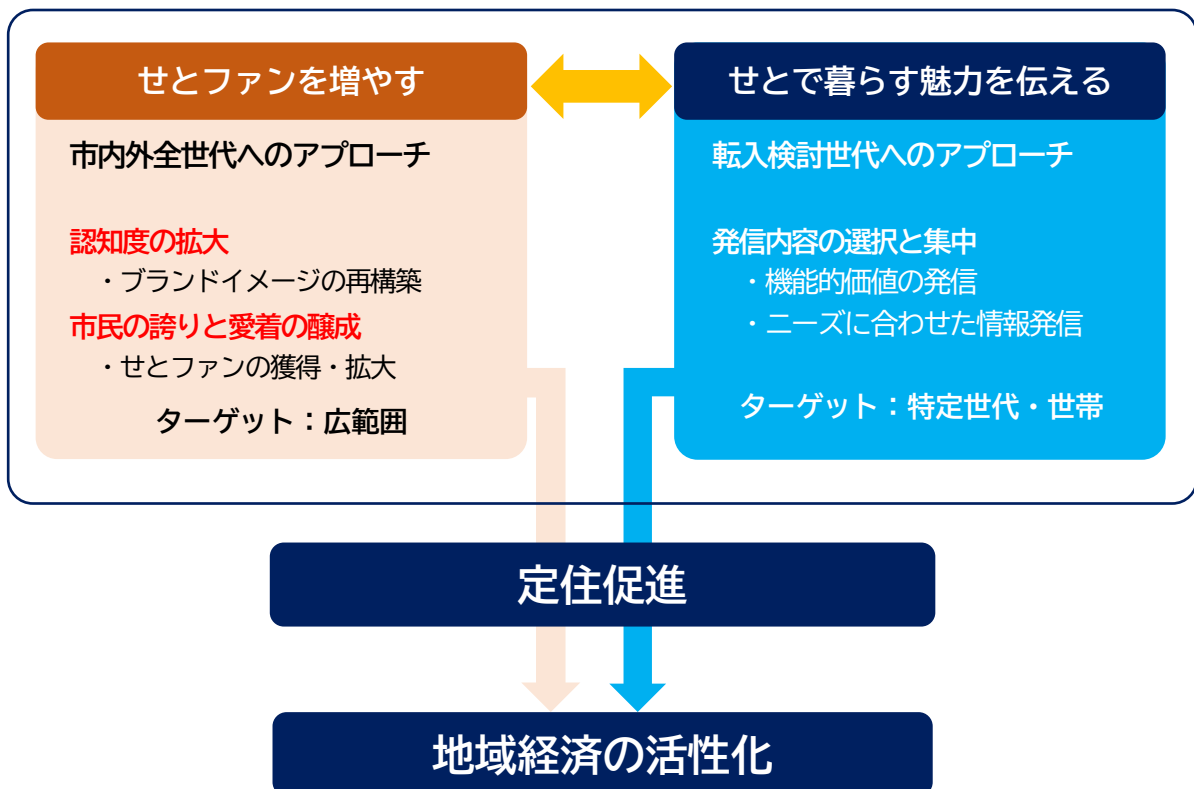 せとファンを増やす
市内外全世代へのアプローチ
認知度の拡大
・ブランドイメージの再構築
市民の誇りと愛着の醸成
・せとファンの獲得・拡大
ターゲット：広範囲
せとで暮らす魅力を伝える
転入検討世代へのアプローチ
発信内容の選択と集中
・機能的価値の発信
・ニーズに合わせた情報発信
ターゲット：特定世代・世帯
定住促進
地域経済の活性化